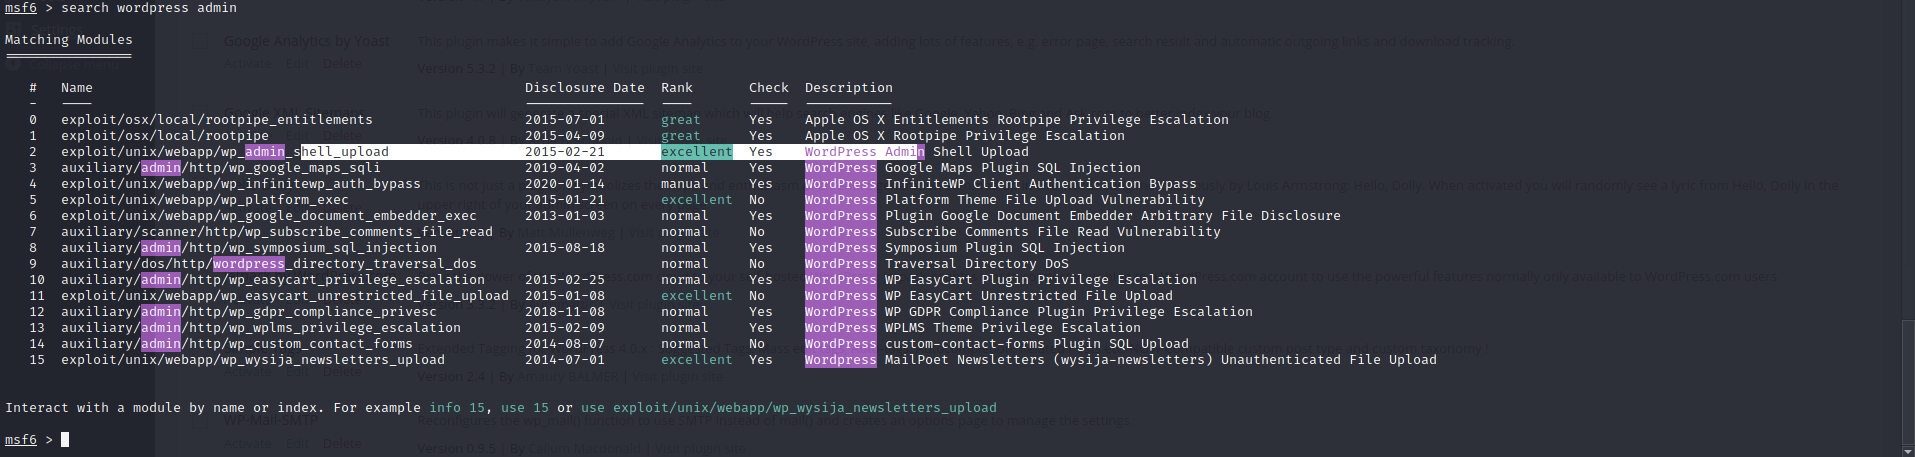 msf6 > search wordpress admin
Matching Modules
================
# Name Disclosure Date Rank Check Description
- ---- --------------- ---- ----- -----------
0 exploit/osx/local/rootpipe_entitlements 2015-07-01 great Yes Apple OS X Entitlements Rootpipe Privilege Escalation
1 exploit/osx/local/rootpipe 2015-04-09 great Yes Apple OS X Rootpipe Privilege Escalation
2 exploit/unix/webapp/wp_admin_shell_upload 2015-02-21 excellent Yes WordPress Admin Shell Upload
3 auxiliary/admin/http/wp_google_maps_sqli 2019-04-02 normal Yes WordPress Google Maps Plugin SQL Injection
4 exploit/unix/webapp/wp_infinitewp_auth_bypass 2020-01-14 manual Yes WordPress InfiniteWP Client Authentication Bypass
5 exploit/unix/webapp/wp_platform_exec 2015-01-21 excellent No WordPress Platform Theme File Upload Vulnerability
6 exploit/unix/webapp/wp_google_document_embedder_exec 2013-01-03 normal Yes WordPress Plugin Google Document Embedder Arbitrary File Disclosure
7 auxiliary/scanner/http/wp_subscribe_comments_file_read normal No WordPress Subscribe Comments File Read Vulnerability
8 auxiliary/admin/http/wp_symposium_sql_injection 2015-08-18 normal Yes WordPress Symposium Plugin SQL Injection
9 auxiliary/dos/http/wordpress_directory_traversal_dos normal No WordPress Traversal Directory DoS
10 auxiliary/admin/http/wp_easycart_privilege_escalation 2015-02-25 normal Yes WordPress WP EasyCart Plugin Privilege Escalation
11 exploit/unix/webapp/wp_easycart_unrestricted_file_upload 2015-01-08 excellent No WordPress WP EasyCart Unrestricted File Upload
12 auxiliary/admin/http/wp_gdpr_compliance_privesc 2018-11-08 normal Yes WordPress WP GDPR Compliance Plugin Privilege Escalation
13 auxiliary/admin/http/wp_wplms_privilege_escalation 2015-02-09 normal Yes WordPress WPLMS Theme Privilege Escalation
14 auxiliary/admin/http/wp_custom_contact_forms 2014-08-07 normal No WordPress custom-contact-forms Plugin SQL Upload
15 exploit/unix/webapp/wp_wysija_newsletters_upload 2014-07-01 excellent Yes Wordpress MailPoet Newsletters (wysija-newsletters) Unauthenticated File Upload
Interact with a module by name or index. For example info 15, use 15 or use exploit/unix/webapp/wp_wysija_newsletters_upload
msf6 >